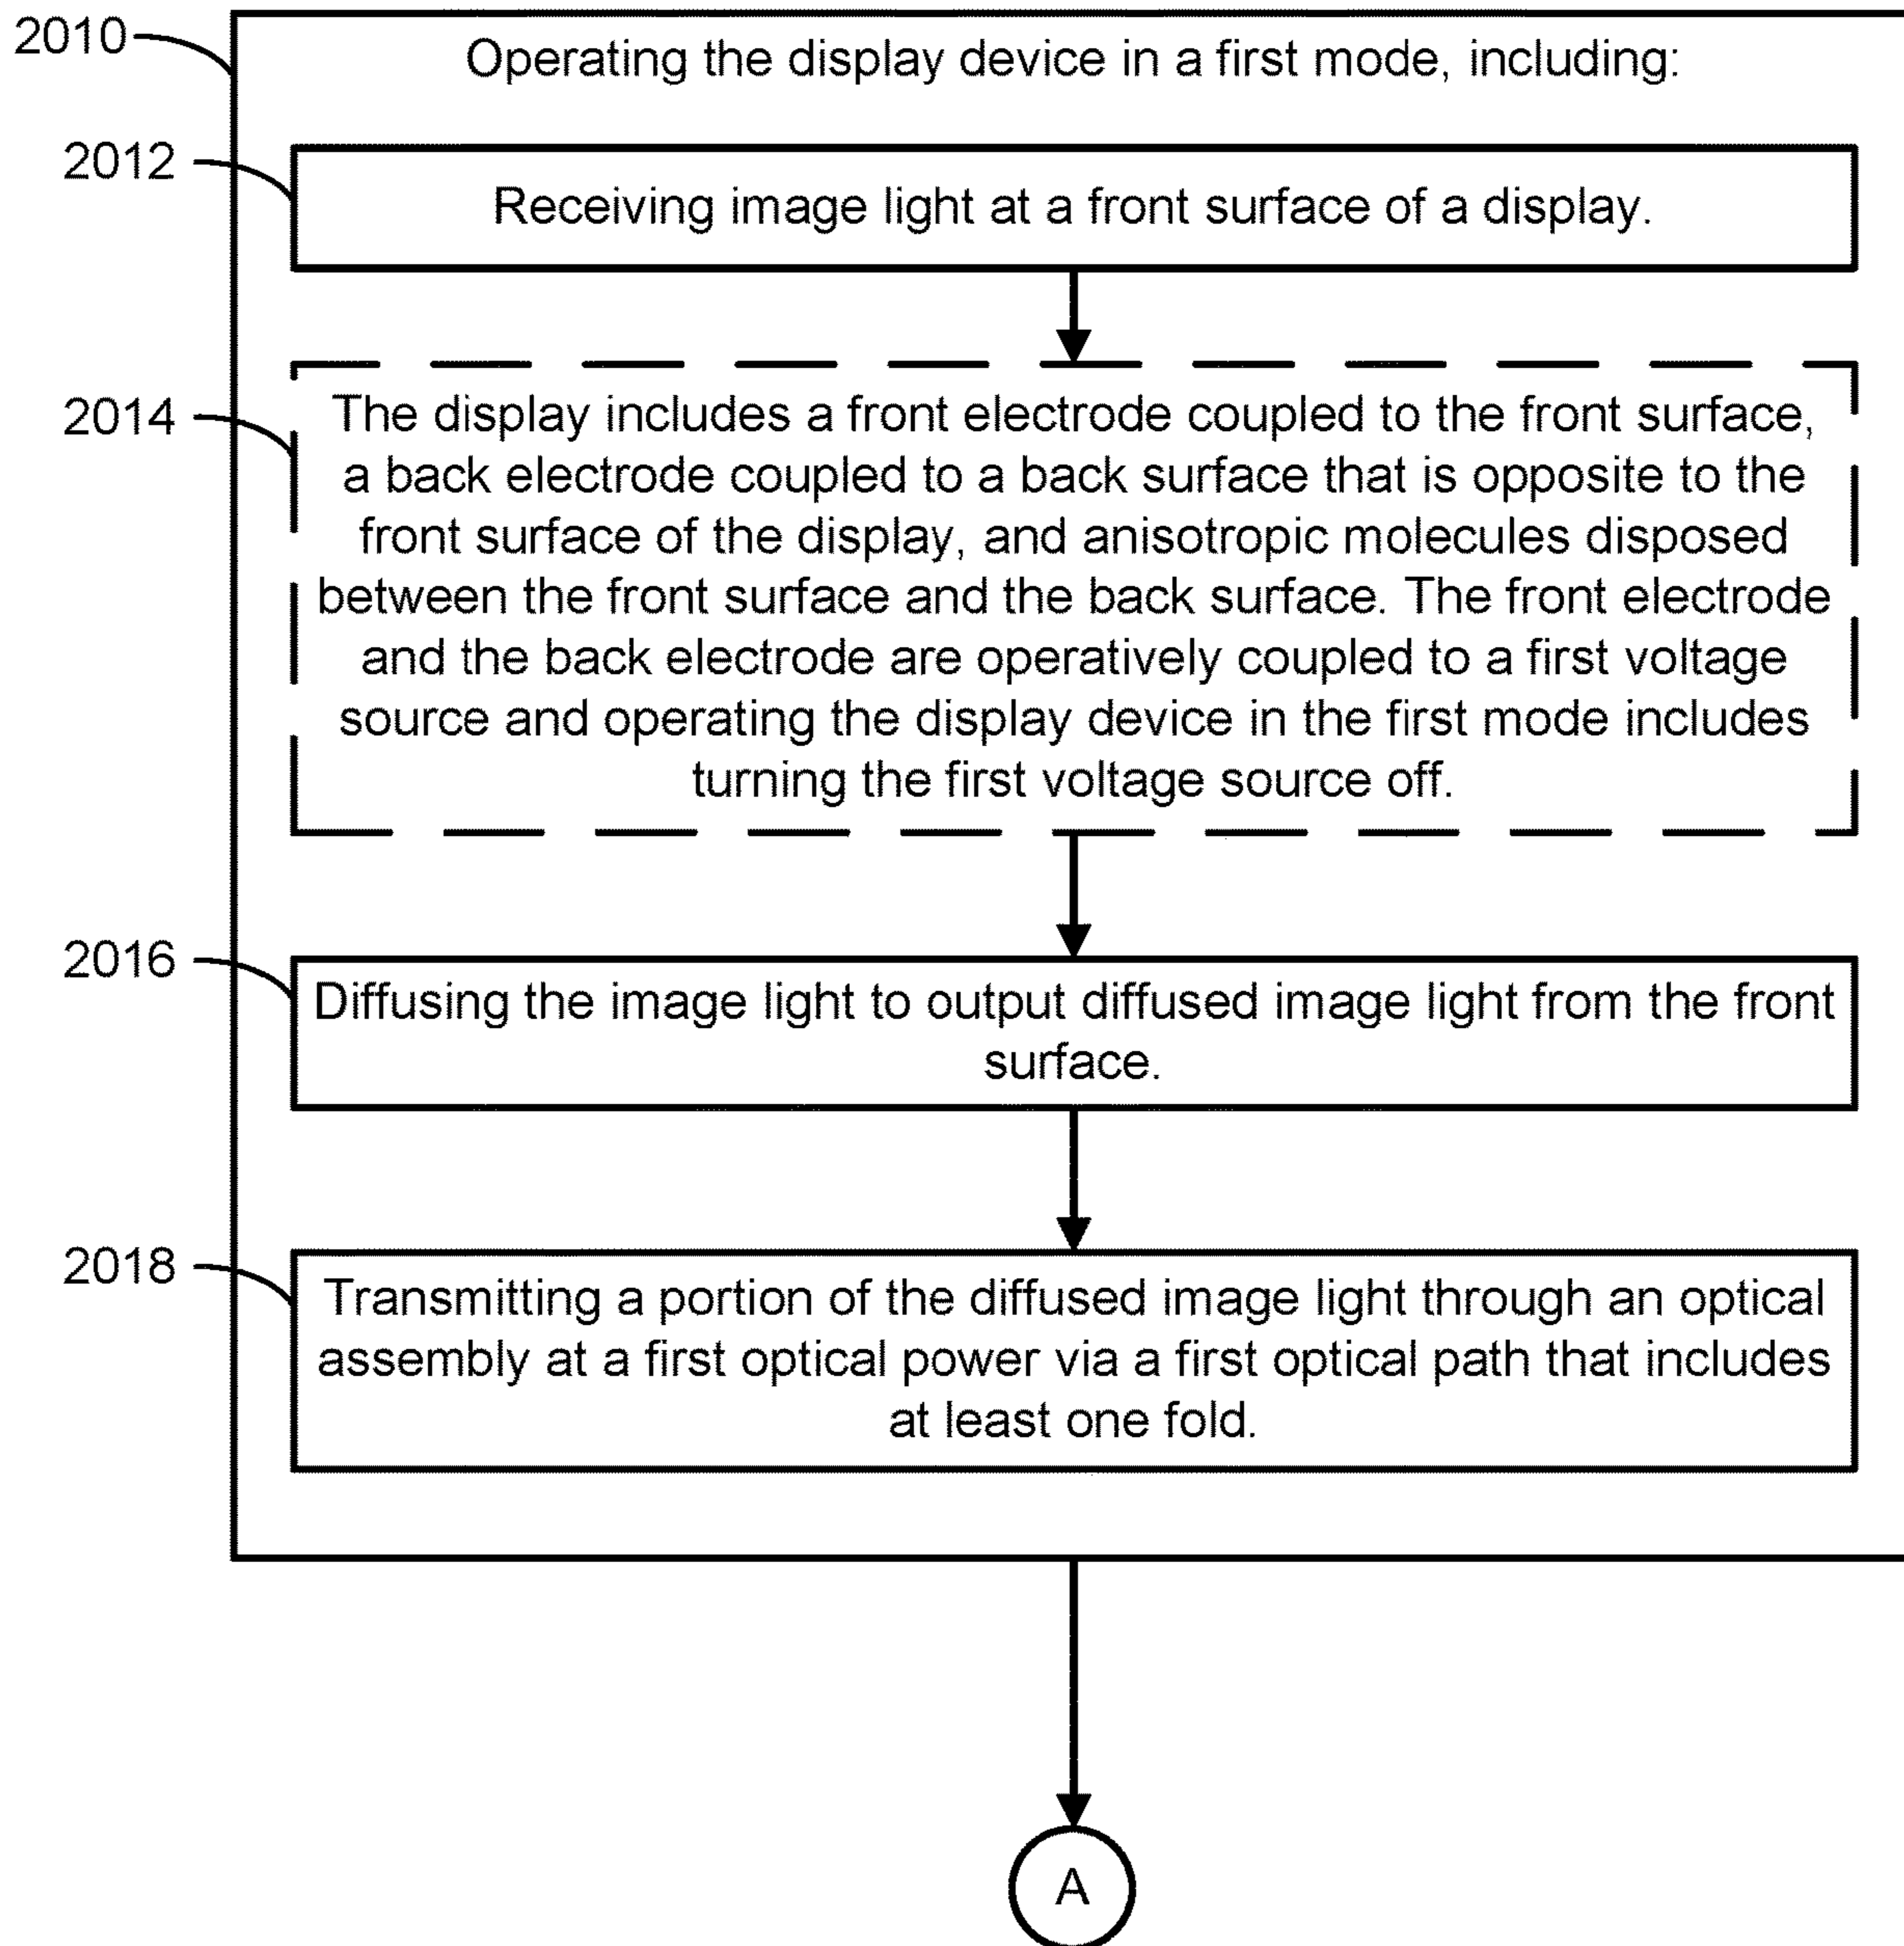 2010
Operating the display device in a first mode, including:
2012
Receiving image light at a front surface of a display.
2014
The display includes a front electrode coupled to the front surface,
a back electrode coupled to a back surface that is opposite to the
front surface of the display, and anisotropic molecules disposed
between the front surface and the back surface. The front electrode
and the back electrode are operatively coupled to a first voltage
source and operating the display device in the first mode includes
turning the first voltage source off.
2016
Diffusing the image light to output diffused image light from the front
surface.
2018
Transmitting a portion of the diffused image light through an optical
assembly at a first optical power via a first optical path that includes
at least one fold.
A